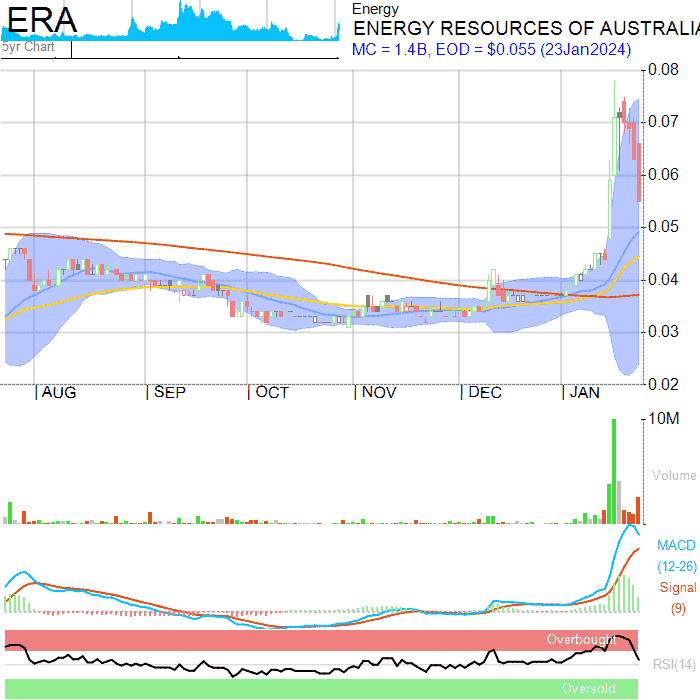 ERA
5yr Chart
Energy
ENERGY RESOURCES OF AUSTRALIA
MC = 1.4B, EOD = $0.055 (23Jan2024)
0.08
0.07
0.06
0.05
0.04
0.03
0.02
AUG SEP OCT NOV DEC JAN
10M
Volume
MACD
(12-26)
Signal
(9)
Overbought
RSI(14)
Oversold